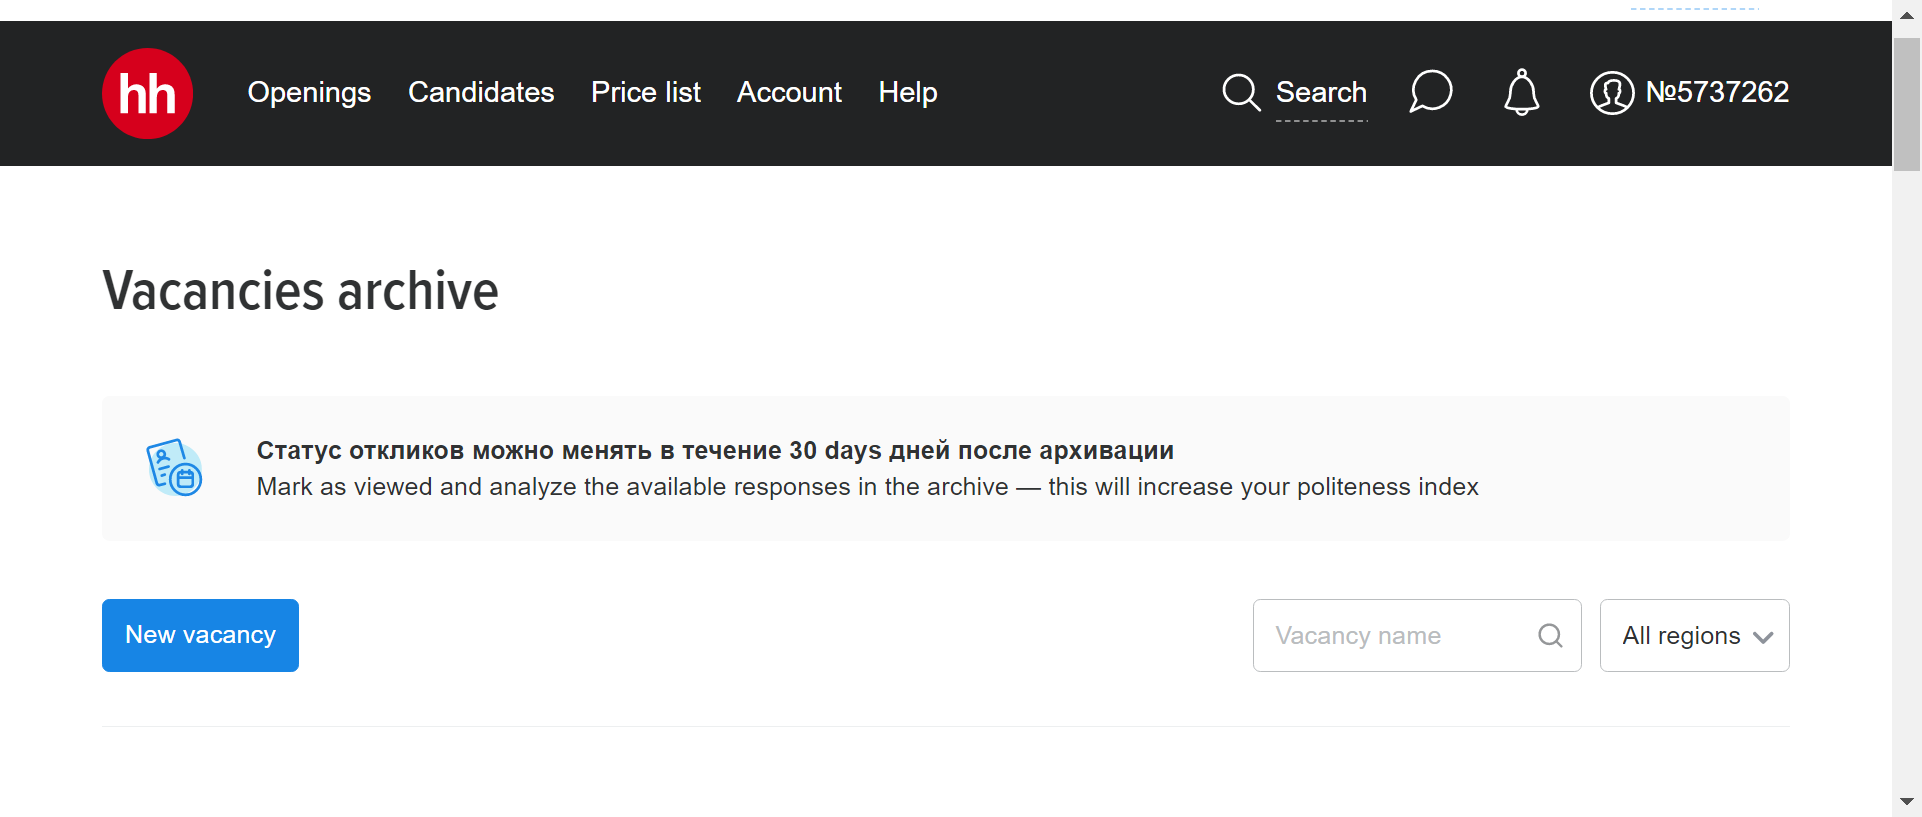 hh
Openings Candidates Price list Account Help Search №5737262
Vacancies archive
Статус откликов можно менять в течение 30 days дней после архивации
Mark as viewed and analyze the available responses in the archive — this will increase your politeness index
New vacancy Vacancy name All regions